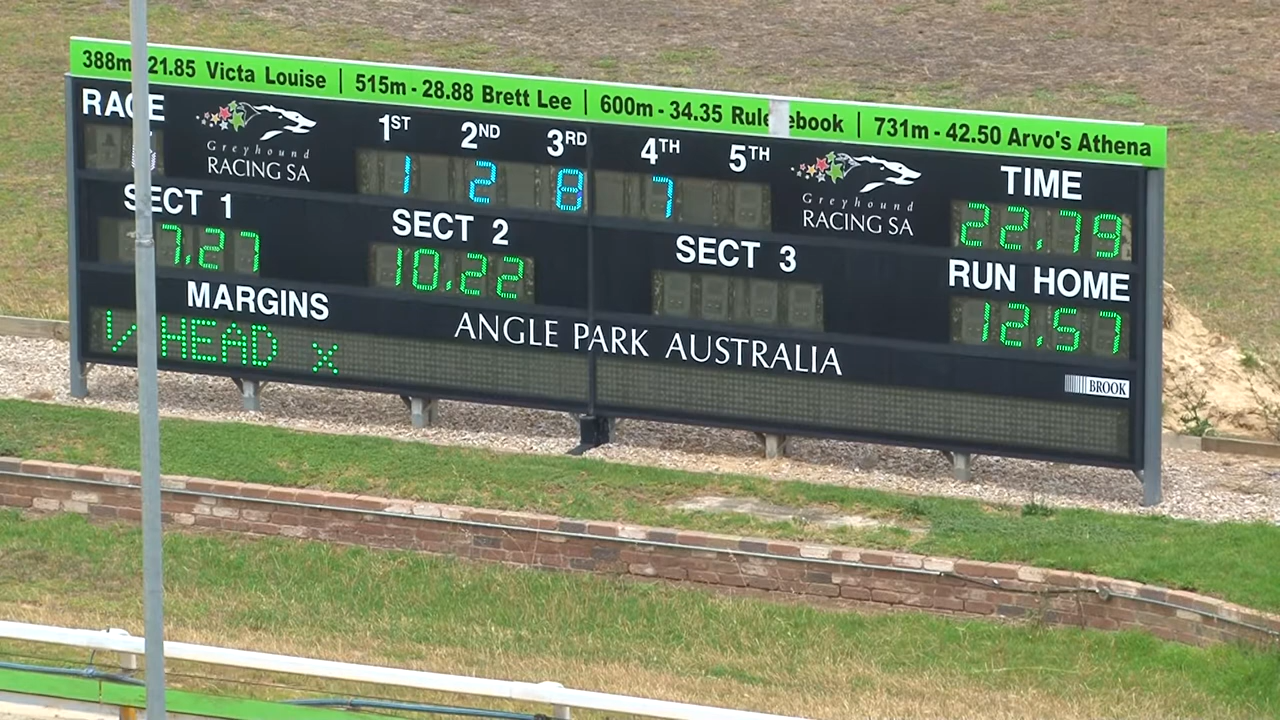 388m 21.85 Victa Louise | 515m - 28.88 Brett Lee | 600m - 34.35 Rule ebook | 731m - 42.50 Arvo's Athena
RACE
Greyhound
RACING SA
1ST 2ND 3RD 4TH 5TH
1 2 8 7
Greyhound
RACING SA
TIME
22.79
SECT 1
7.27
SECT 2
10.22
SECT 3
RUN HOME
12.57
MARGINS
HEAD
ANGLE PARK AUSTRALIA
BROOK